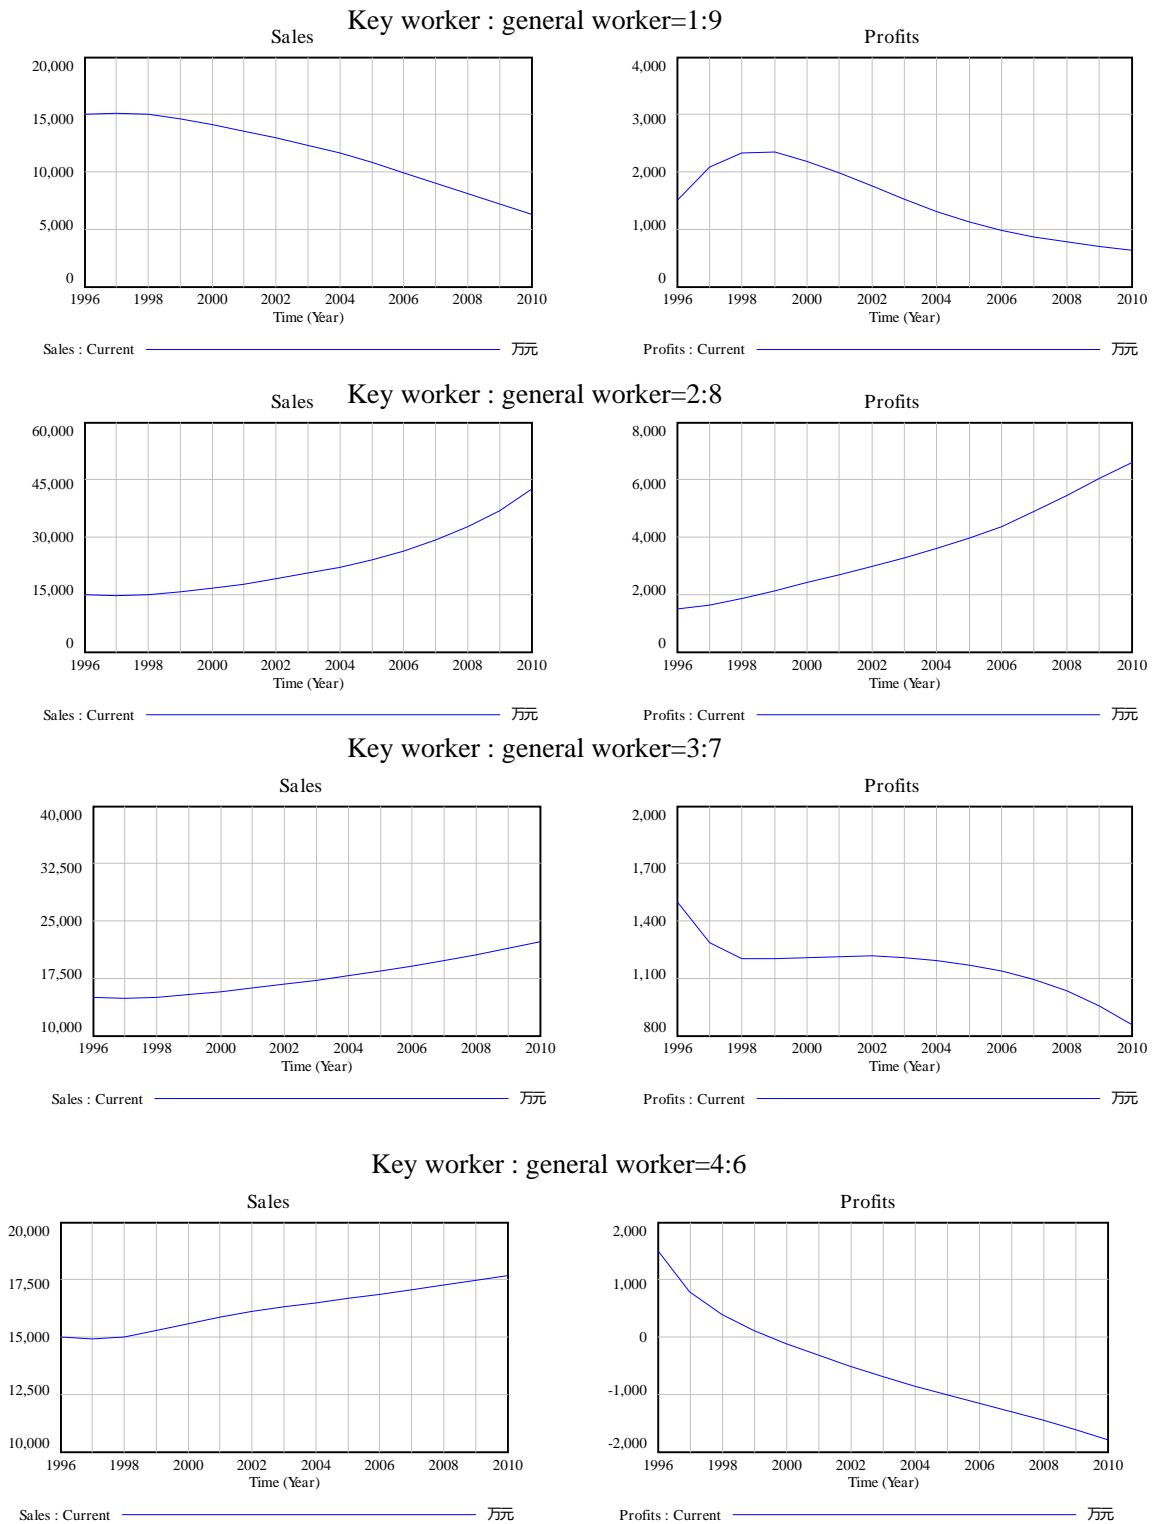 Key worker : general worker=1:9
Sales
Profits
20,000
15,000
10,000
5,000
0
1996 1998 2000 2002 2004 2006 2008 2010
Time (Year)
Sales : Current 万元
4,000
3,000
2,000
1,000
0
1996 1998 2000 2002 2004 2006 2008 2010
Time (Year)
Profits : Current 万元
Key worker : general worker=2:8
Sales
Profits
60,000
45,000
30,000
15,000
0
1996 1998 2000 2002 2004 2006 2008 2010
Time (Year)
Sales : Current 万元
8,000
6,000
4,000
2,000
0
1996 1998 2000 2002 2004 2006 2008 2010
Time (Year)
Profits : Current 万元
Key worker : general worker=3:7
Sales
Profits
40,000
32,500
25,000
17,500
10,000
1996 1998 2000 2002 2004 2006 2008 2010
Time (Year)
Sales : Current 万元
2,000
1,700
1,400
1,100
800
1996 1998 2000 2002 2004 2006 2008 2010
Time (Year)
Profits : Current 万元
Key worker : general worker=4:6
Sales
Profits
20,000
17,500
15,000
12,500
10,000
1996 1998 2000 2002 2004 2006 2008 2010
Time (Year)
Sales : Current 万元
2,000
1,000
0
-1,000
-2,000
1996 1998 2000 2002 2004 2006 2008 2010
Time (Year)
Profits : Current 万元